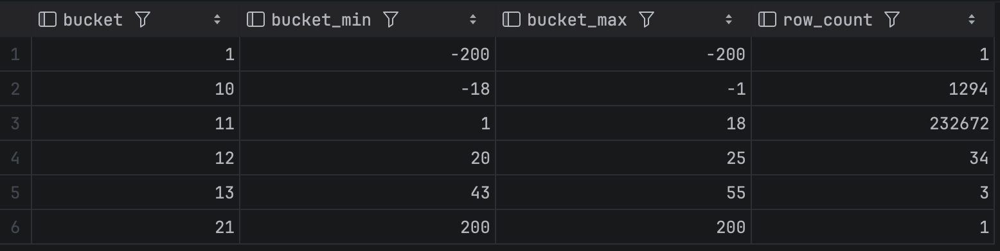 bucket bucket_min bucket_max row_count
1 1 -200 -200 1
2 10 -18 -1 1294
3 11 1 18 232672
4 12 20 25 34
5 13 43 55 3
6 21 200 200 1